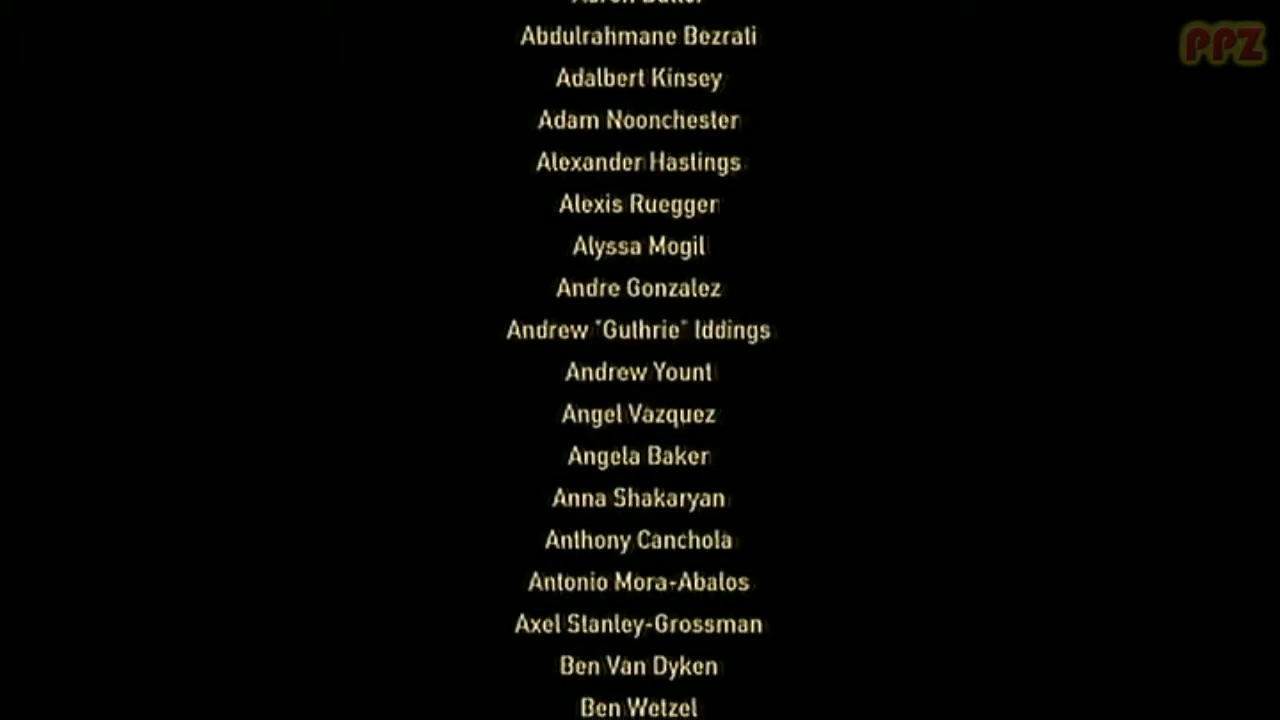 PPZ
Abdulrahmane Bezrati
Adalbert Kinsey
Adam Noonchester
Alexander Hastings
Alexis Ruegger
Alyssa Mogil
Andre Gonzalez
Andrew "Guthrie" Iddings
Andrew Yount
Angel Vazquez
Angela Baker
Anna Shakaryan
Anthony Canchola
Antonio Mora-Abalos
Axel Stanley-Grossman
Ben Van Dyken
Ben Wetzel